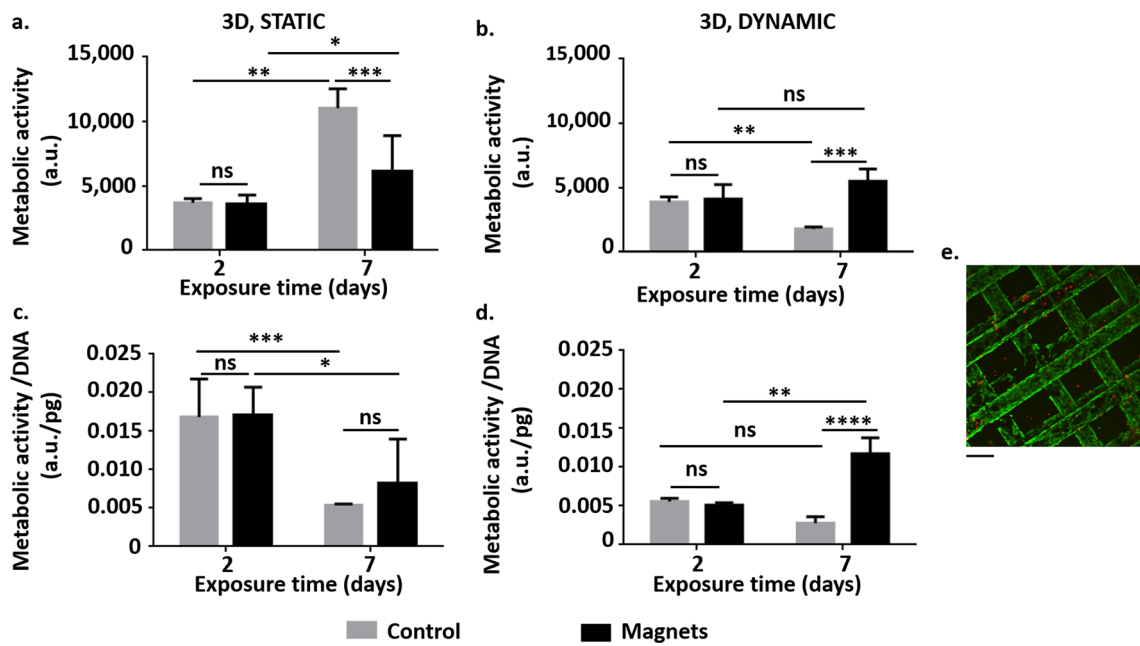 a.
3D, STATIC
Metabolic activity
(a.u.)
15,000
10,000
5,000
0
*
**
***
ns
2
7
Exposure time (days)
b.
3D, DYNAMIC
Metabolic activity
(a.u.)
15,000
10,000
5,000
0
ns
**
***
ns
2
7
Exposure time (days)
c.
Metabolic activity /DNA
(a.u./pg)
0.025
0.020
0.015
0.010
0.005
0
***
ns
*
ns
2
7
Exposure time (days)
d.
Metabolic activity /DNA
(a.u./pg)
0.025
0.020
0.015
0.010
0.005
0
**
****
ns
ns
2
7
Exposure time (days)
e.
Control
Magnets